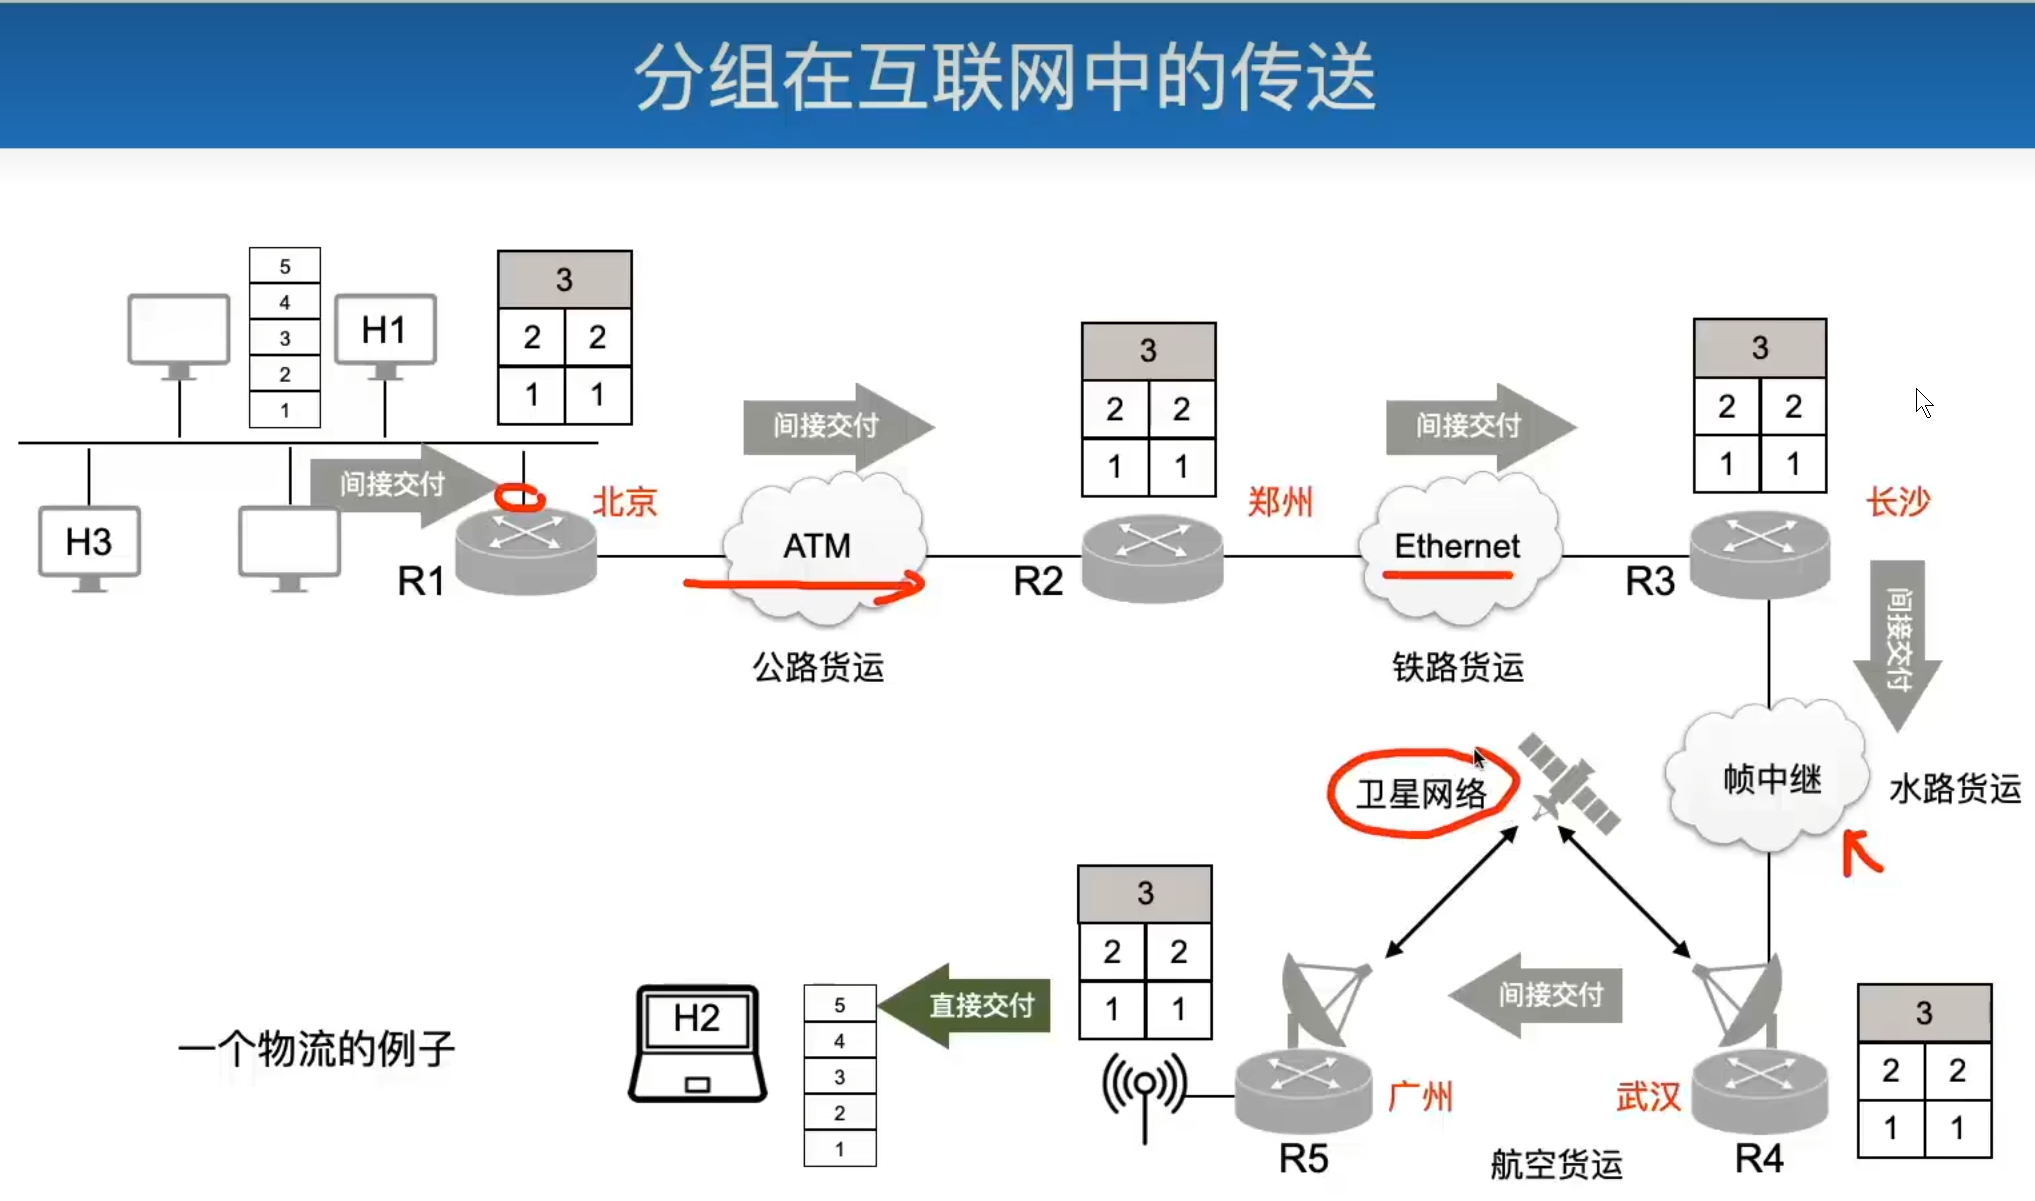 分组在互联网中的传送
5
4
3
2
1
H1
3
2 2
1 1
H3
间接交付
R1
北京
间接交付
ATM
公路货运
3
2 2
1 1
R2
郑州
间接交付
Ethernet
铁路货运
3
2 2
1 1
R3
长沙
间接交付
帧中继
水路货运
卫星网络
3
2 2
1 1
R4
武汉
间接交付
航空货运
R5
广州
3
2 2
1 1
直接交付
5
4
3
2
1
H2
一个物流的例子